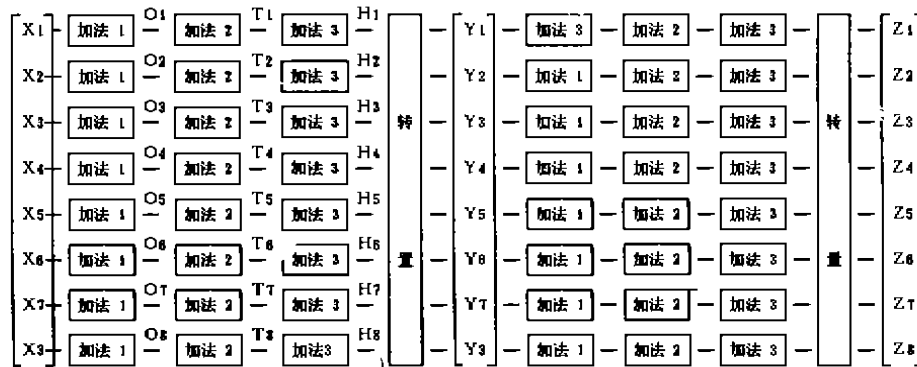 X1 加法 1 O1 加法 2 T1 加法 3 H1 Y1 加法 3 加法 2 加法 3 Z1
X2 加法 1 O2 加法 2 T2 加法 3 H2 Y2 加法 1 加法 2 加法 3 Z2
X3 加法 1 O3 加法 2 T3 加法 3 H3 转 Y3 加法 1 加法 2 加法 3 转 Z3
X4 加法 1 O4 加法 2 T4 加法 3 H4 Y4 加法 1 加法 2 加法 3 Z4
X5 加法 1 O5 加法 2 T5 加法 3 H5 Y5 加法 1 加法 2 加法 3 Z5
X6 加法 1 O6 加法 2 T6 加法 3 H6 置 Y6 加法 1 加法 2 加法 3 量 Z6
X7 加法 1 O7 加法 2 T7 加法 3 H7 Y7 加法 1 加法 2 加法 3 Z7
X3 加法 1 O8 加法 2 T8 加法3 H8 Y3 加法 1 加法 2 加法 3 Z8